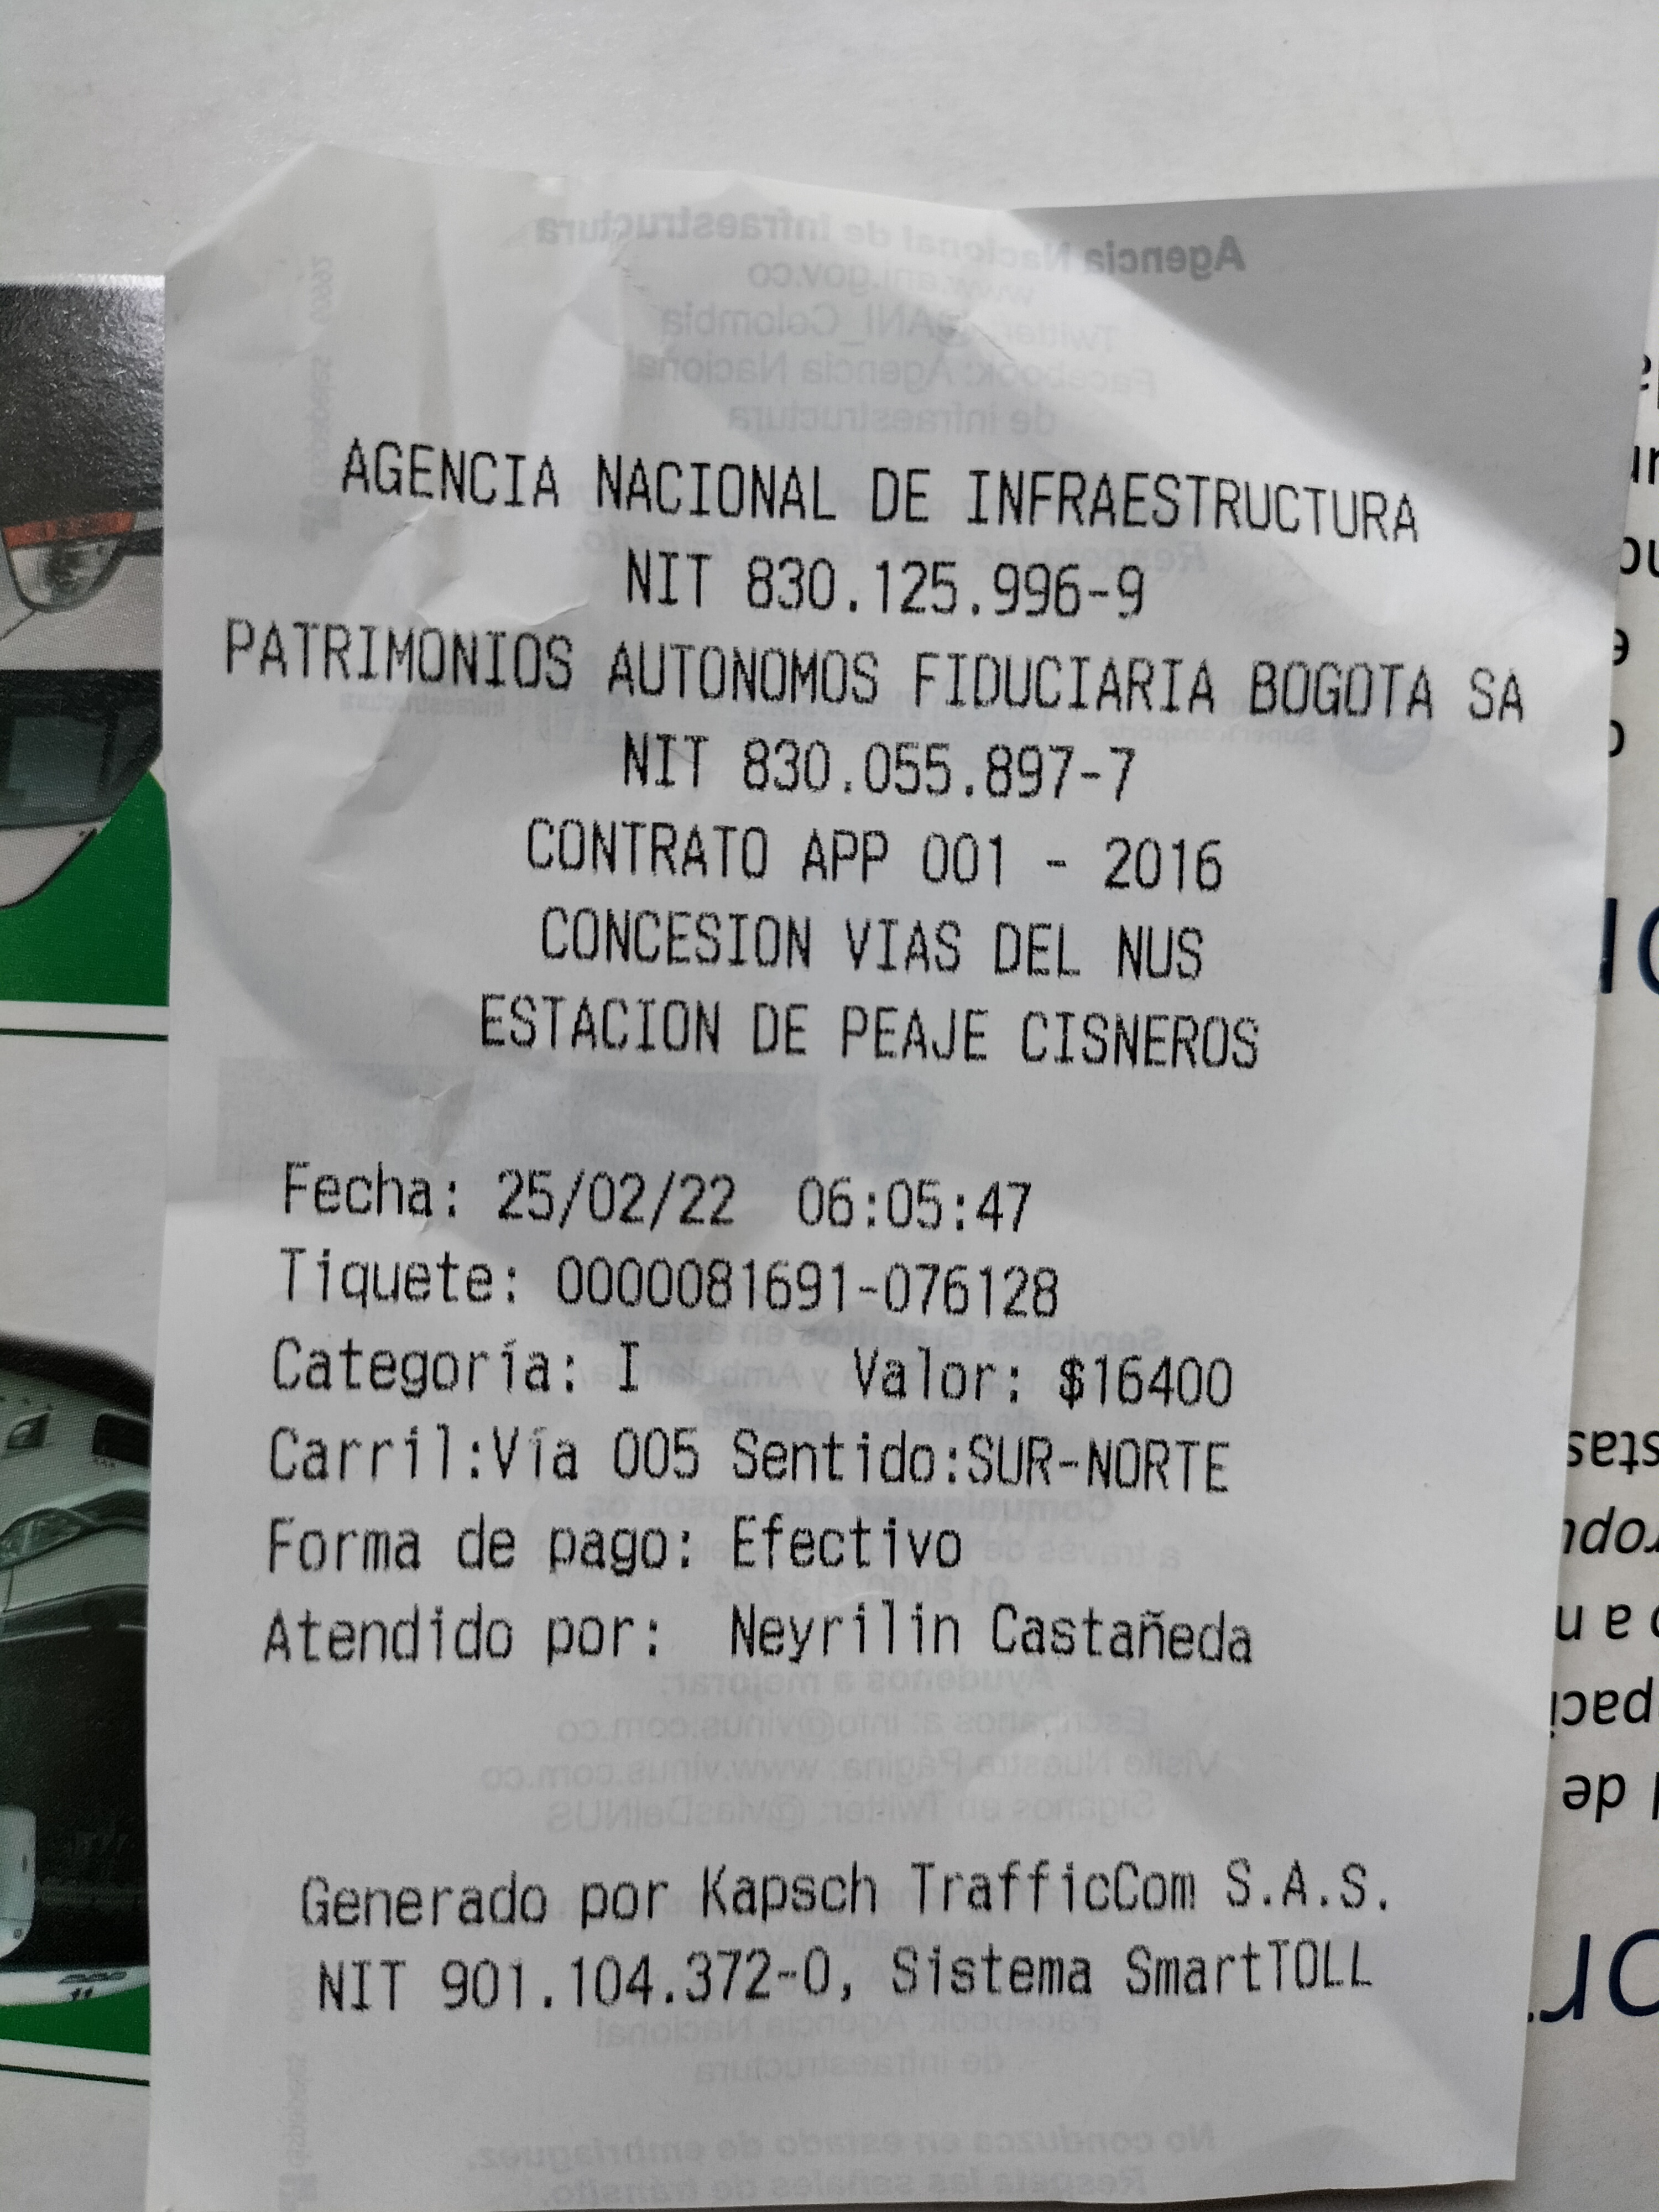 AGENCIA NACIONAL DE INFRAESTRUCTURA
NIT 830.125.996-9
PATRIMONIOS AUTONOMOS FIDUCIARIA BOGOTA SA
NIT 830.055.897-7
CONTRATO APP 001 - 2016
CONCESION VIAS DEL NUS
ESTACION DE PEAJE CISNEROS
Fecha: 25/02/22 06:05:47
Tiquete: 0000081691-076128
Categoría: I Valor: $16400
Carril:Vía 005 Sentido:SUR-NORTE
Forma de pago: Efectivo
Atendido por: Neyrilin Castañeda
Generado por Kapsch TrafficCom S.A.S.
NIT 901.104.372-0, Sistema SmartTOLL